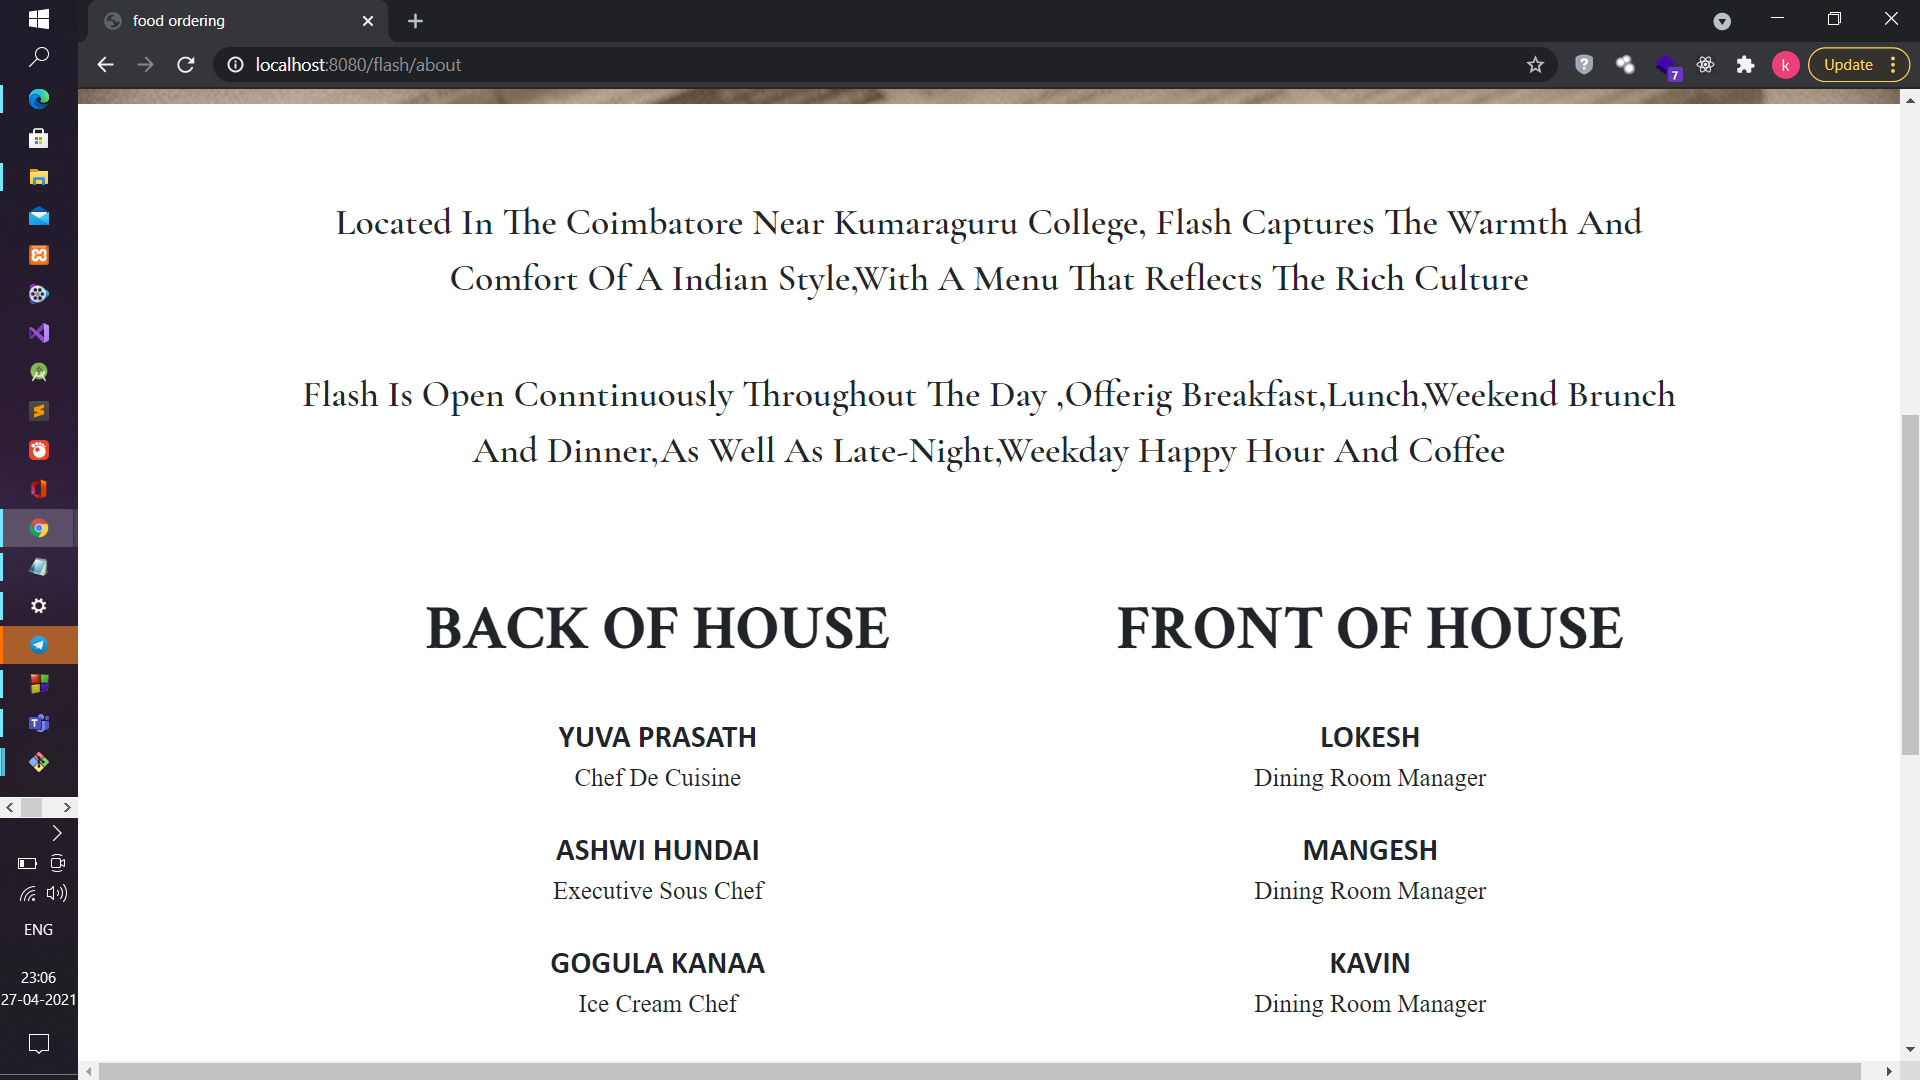 food ordering
localhost:8080/flash/about
7
k
Update
Located In The Coimbatore Near Kumaraguru College, Flash Captures The Warmth And
Comfort Of A Indian Style,With A Menu That Reflects The Rich Culture
Flash Is Open Conntinuously Throughout The Day ,Offerig Breakfast,Lunch,Weekend Brunch
And Dinner,As Well As Late-Night,Weekday Happy Hour And Coffee
BACK OF HOUSE
YUVA PRASATH
Chef De Cuisine
ASHWI HUNDAI
Executive Sous Chef
GOGULA KANAA
Ice Cream Chef
FRONT OF HOUSE
LOKESH
Dining Room Manager
MANGESH
Dining Room Manager
KAVIN
Dining Room Manager
ENG
23:06
27-04-2021